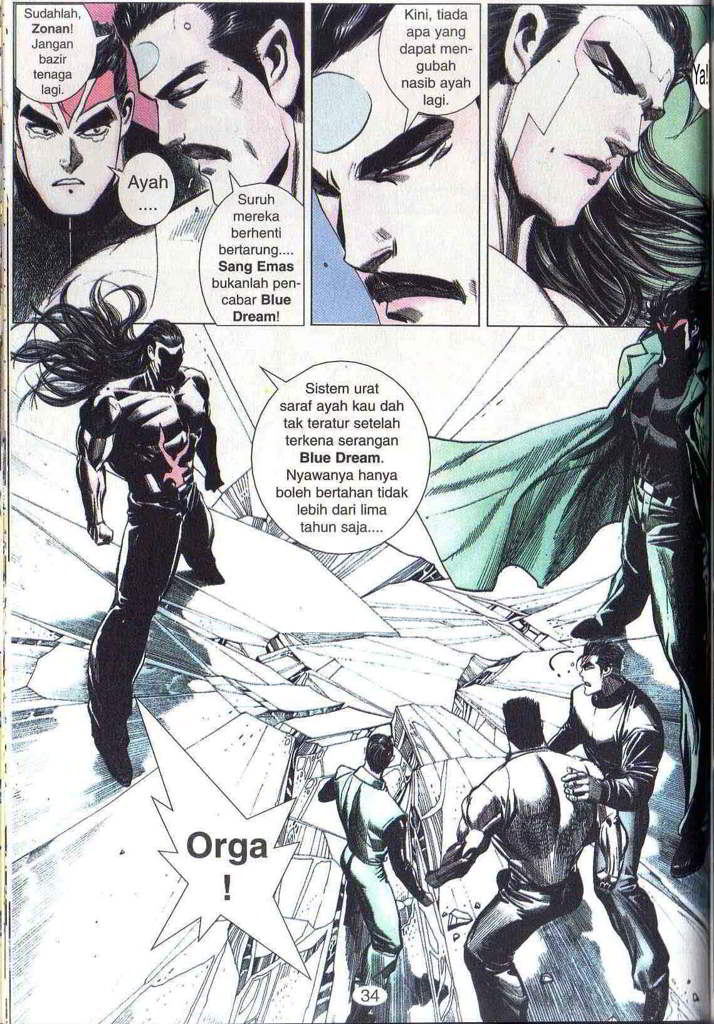 Sudahlah,
Zonan!
Jangan
bazir
tenaga
lagi.
Ayah
....
Suruh
mereka
berhenti
bertarung....
Sang Emas
bukanlah pen-
cabar Blue
Dream!
Kini, tiada
apa yang
dapat men-
gubah
nasib ayah
lagi.
Ya!
Sistem urat
saraf ayah kau dah
tak teratur setelah
terkena serangan
Blue Dream.
Nyawanya hanya
boleh bertahan tidak
lebih dari lima
tahun saja....
Orga
!
34